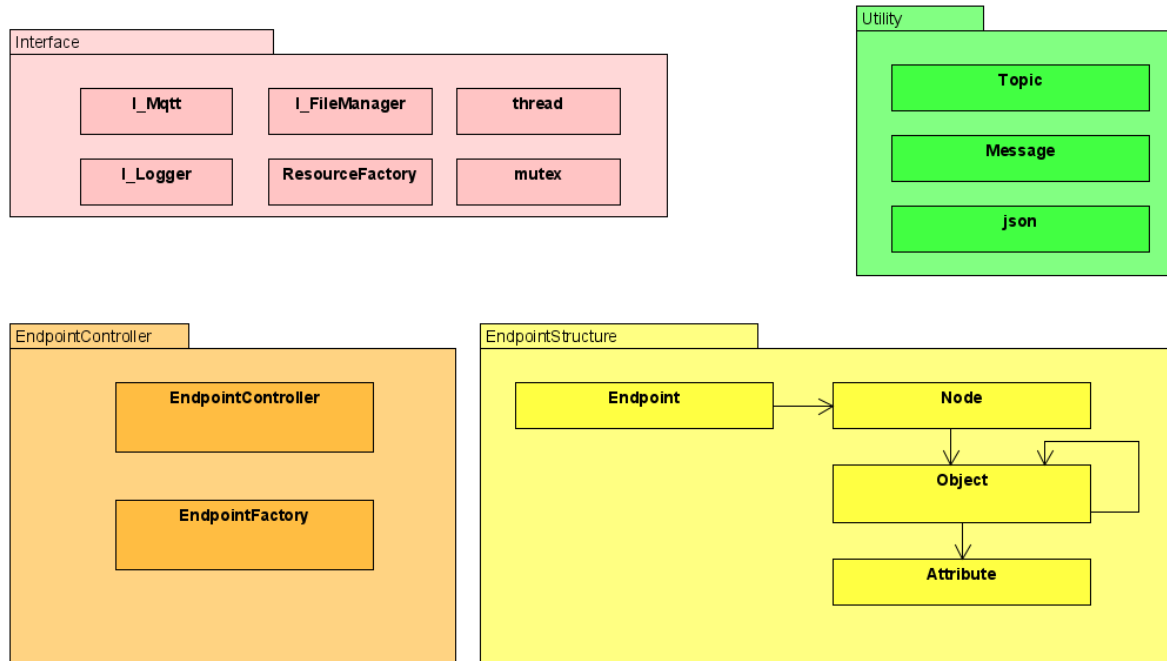 Interface
I_Mqtt
I_FileManager
thread
I_Logger
ResourceFactory
mutex
Utility
Topic
Message
json
EndpointController
EndpointController
EndpointFactory
EndpointStructure
Endpoint
Node
Object
Attribute